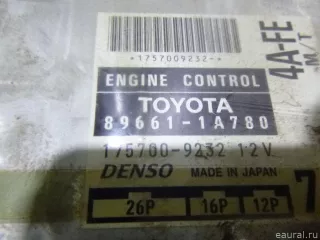 *1757009232-*
4A-FE
M/T
ENGINE CONTROL
TOYOTA
89661-1A780
175700-9232 12V
DENSO MADE IN JAPAN
7
26P 16P 12P
eaural.ru